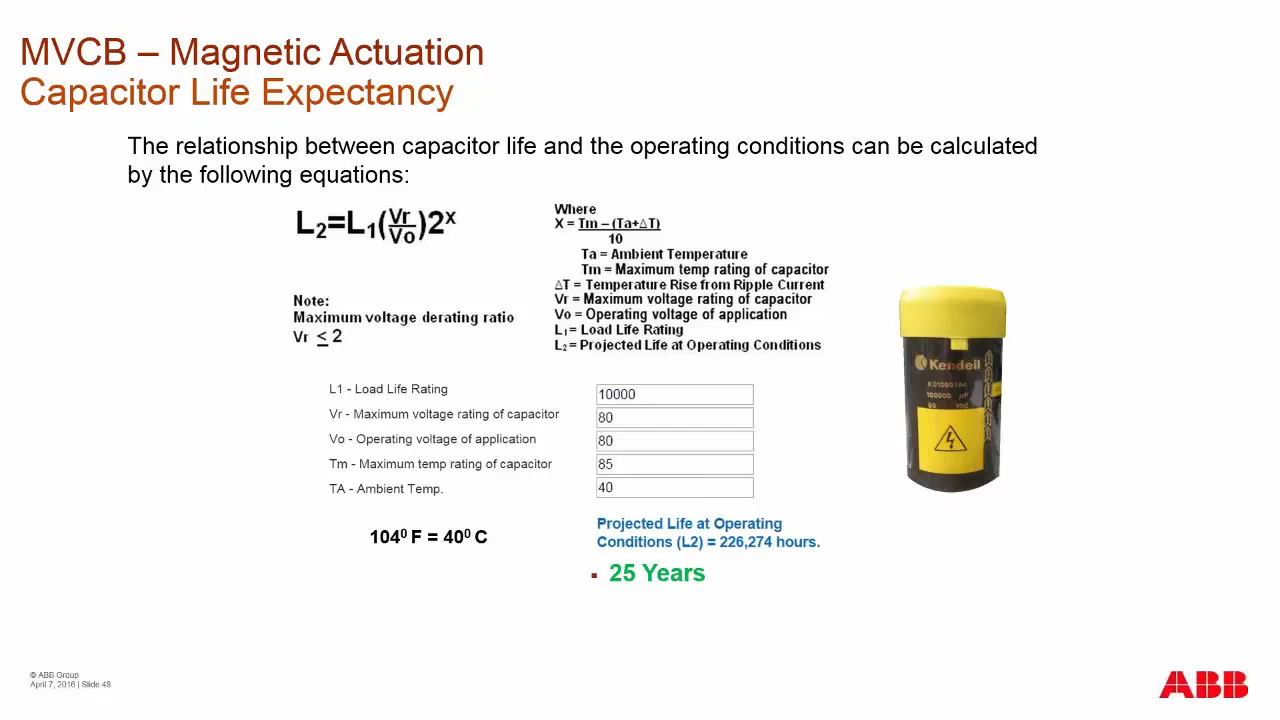 MVCB – Magnetic Actuation
Capacitor Life Expectancy
The relationship between capacitor life and the operating conditions can be calculated
by the following equations:
L₂=L₁(Vr/Vo)2ˣ
Where
X = Tm – (Ta+△T)
10
Ta = Ambient Temperature
Tm = Maximum temp rating of capacitor
△T = Temperature Rise from Ripple Current
Vr = Maximum voltage rating of capacitor
Vo = Operating voltage of application
L₁= Load Life Rating
L₂= Projected Life at Operating Conditions
Note:
Maximum voltage derating ratio
Vr ≤ 2
L1 - Load Life Rating 10000
Vr - Maximum voltage rating of capacitor 80
Vo - Operating voltage of application 80
Tm - Maximum temp rating of capacitor 85
TA - Ambient Temp. 40
104⁰ F = 40⁰ C
Projected Life at Operating
Conditions (L2) = 226,274 hours.
▪ 25 Years
Kendeil
100000 µF
80 VDC
© ABB Group
April 7, 2016 | Slide 48
ABB